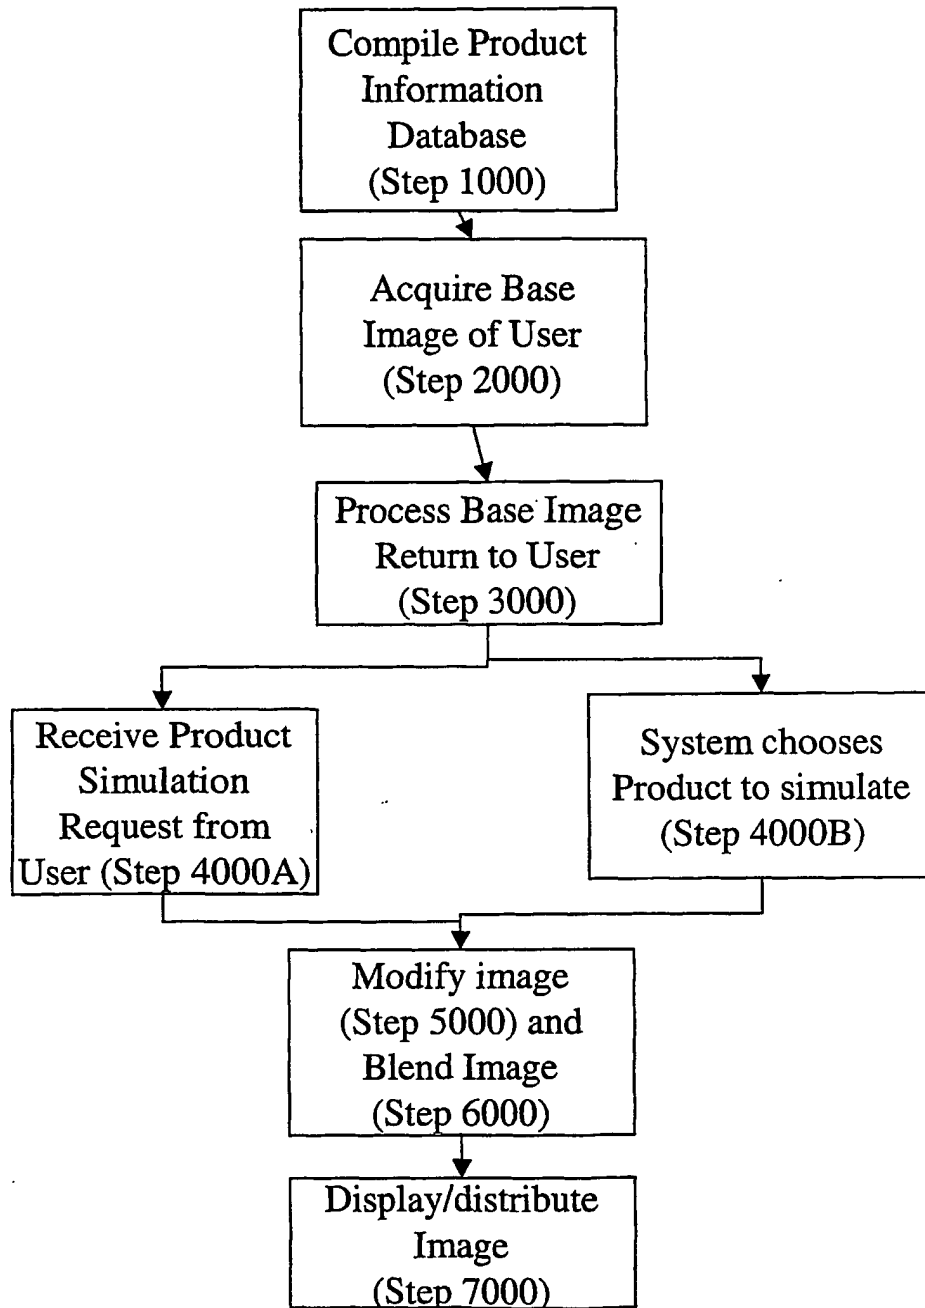 Compile Product
Information
Database
(Step 1000)
Acquire Base
Image of User
(Step 2000)
Process Base Image
Return to User
(Step 3000)
Receive Product
Simulation
Request from
User (Step 4000A)
System chooses
Product to simulate
(Step 4000B)
Modify image
(Step 5000) and
Blend Image
(Step 6000)
Display/distribute
Image
(Step 7000)